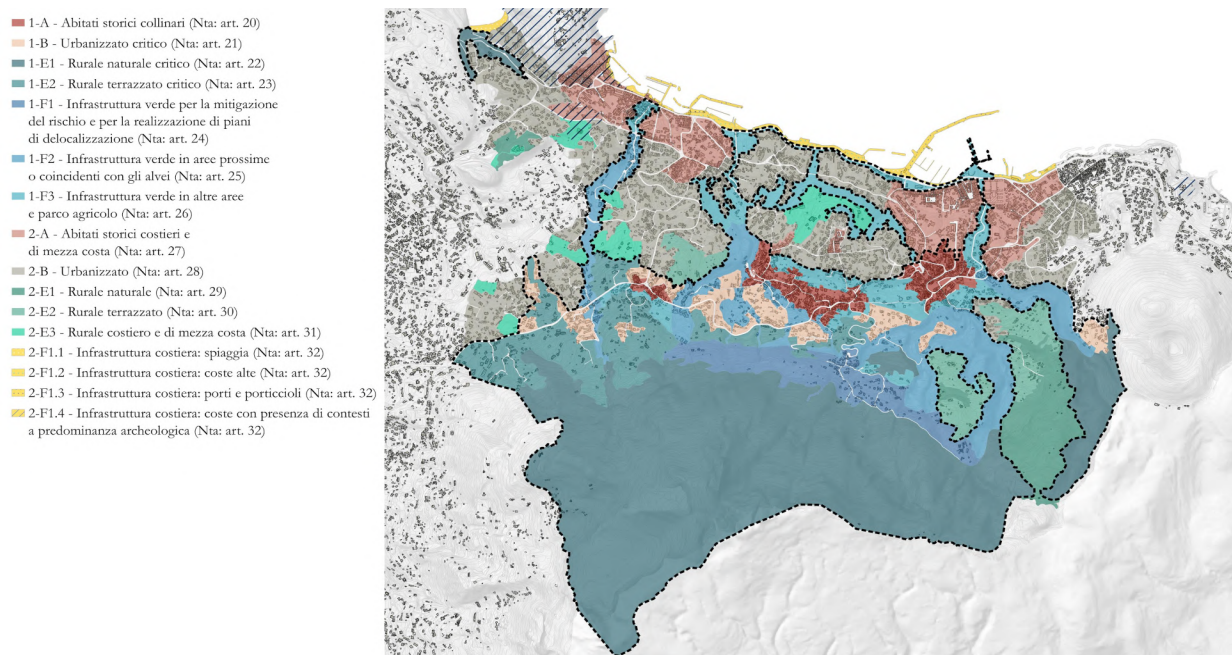 1-A - Abitati storici collinari (Nta: art. 20)
1-B - Urbanizzato critico (Nta: art. 21)
1-E1 - Rurale naturale critico (Nta: art. 22)
1-E2 - Rurale terrazzato critico (Nta: art. 23)
1-F1 - Infrastruttura verde per la mitigazione
del rischio e per la realizzazione di piani
di delocalizzazione (Nta: art. 24)
1-F2 - Infrastruttura verde in aree prossime
o coincidenti con gli alvei (Nta: art. 25)
1-F3 - Infrastruttura verde in altre aree
e parco agricolo (Nta: art. 26)
2-A - Abitati storici costieri e
di mezza costa (Nta: art. 27)
2-B - Urbanizzato (Nta: art. 28)
2-E1 - Rurale naturale (Nta: art. 29)
2-E2 - Rurale terrazzato (Nta: art. 30)
2-E3 - Rurale costiero e di mezza costa (Nta: art. 31)
2-F1.1 - Infrastruttura costiera: spiaggia (Nta: art. 32)
2-F1.2 - Infrastruttura costiera: coste alte (Nta: art. 32)
2-F1.3 - Infrastruttura costiera: porti e porticcioli (Nta: art. 32)
2-F1.4 - Infrastruttura costiera: coste con presenza di contesti
a predominanza archeologica (Nta: art. 32)